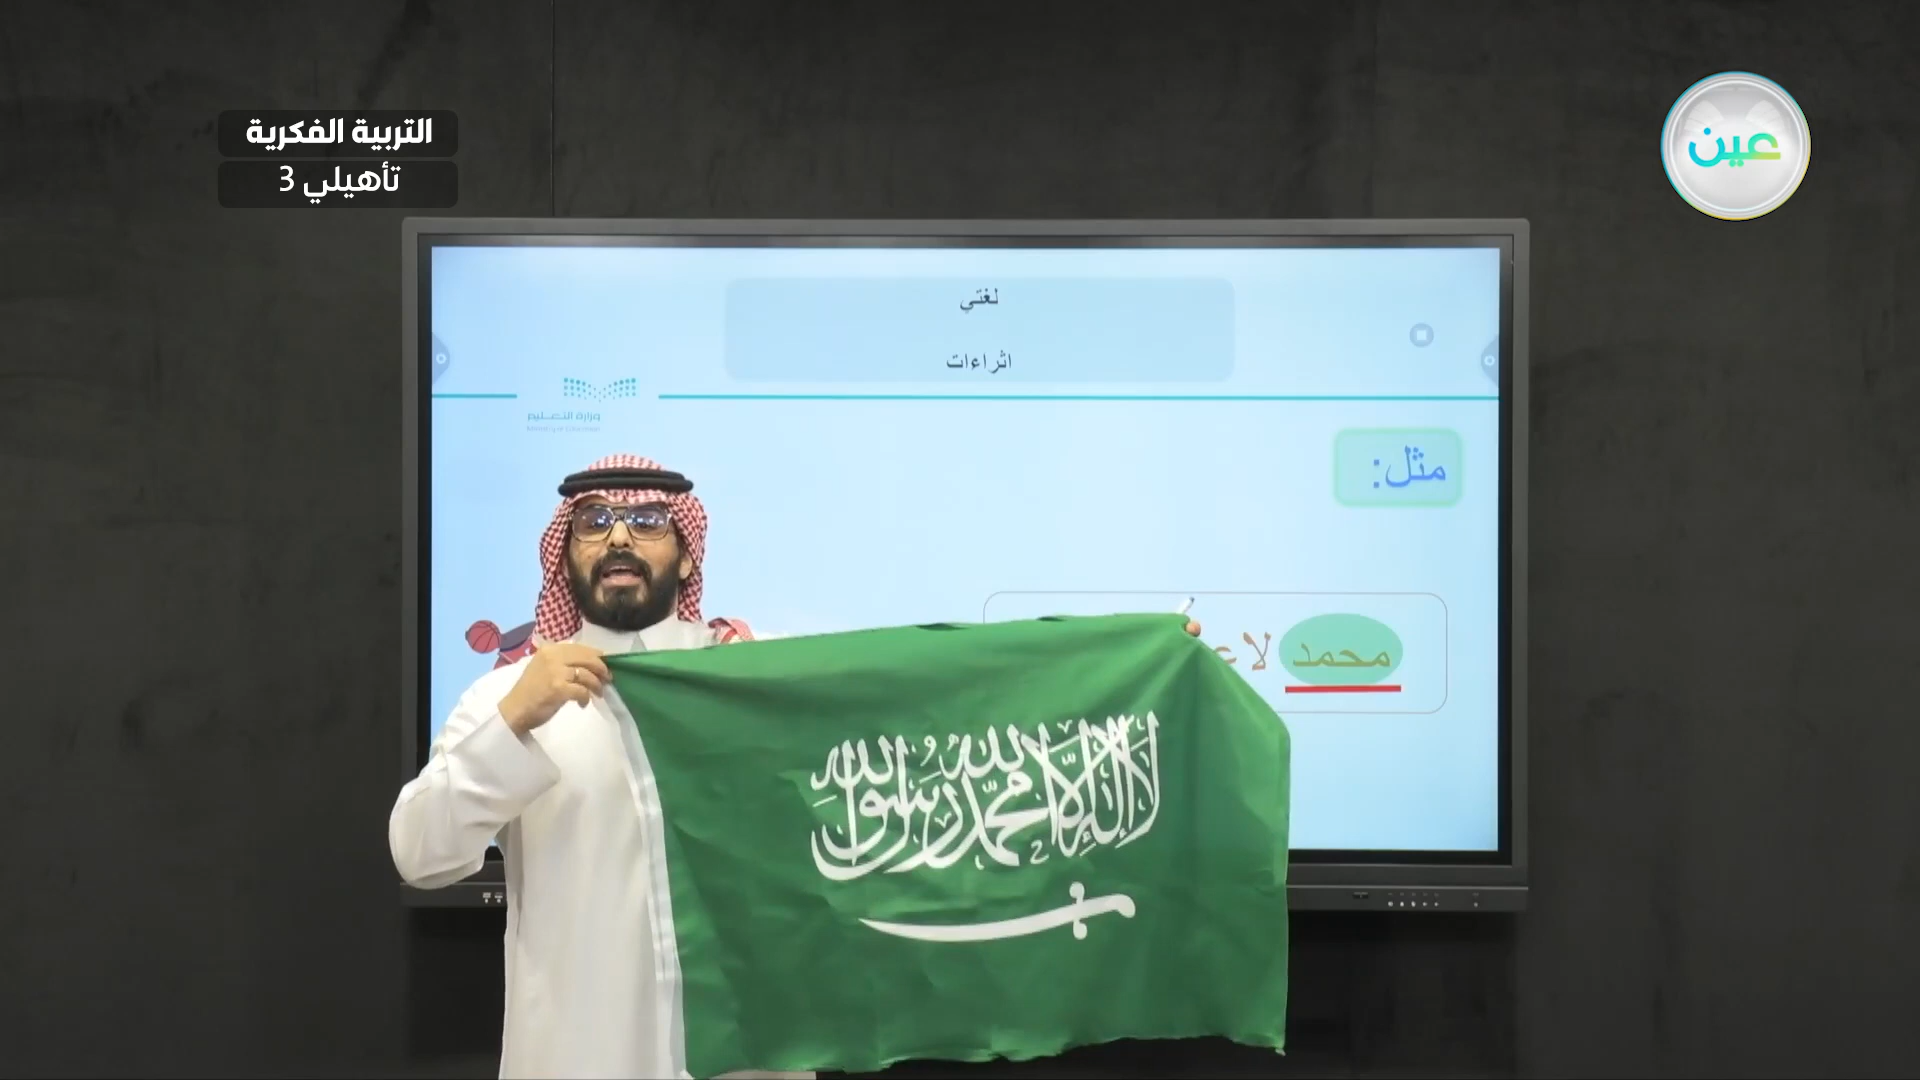 التربية الفكرية
تأهيلي 3
عين
لغتي
اثراءات
وزارة التعليم
مثل:
محمد
لا إله إلا الله محمد رسول الله